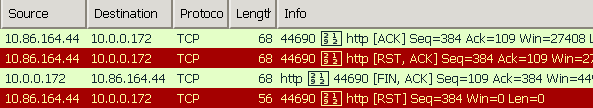 Source Destination Protoco Length Info
10.86.164.44 10.0.0.172 TCP 68 44690 http [ACK] Seq=384 Ack=109 Win=27408 L
10.86.164.44 10.0.0.172 TCP 68 44690 http [RST, ACK] Seq=384 Ack=109 Win=27
10.0.0.172 10.86.164.44 TCP 68 http 44690 [FIN, ACK] Seq=109 Ack=384 Win=449
10.86.164.44 10.0.0.172 TCP 56 44690 http [RST] Seq=384 Win=0 Len=0